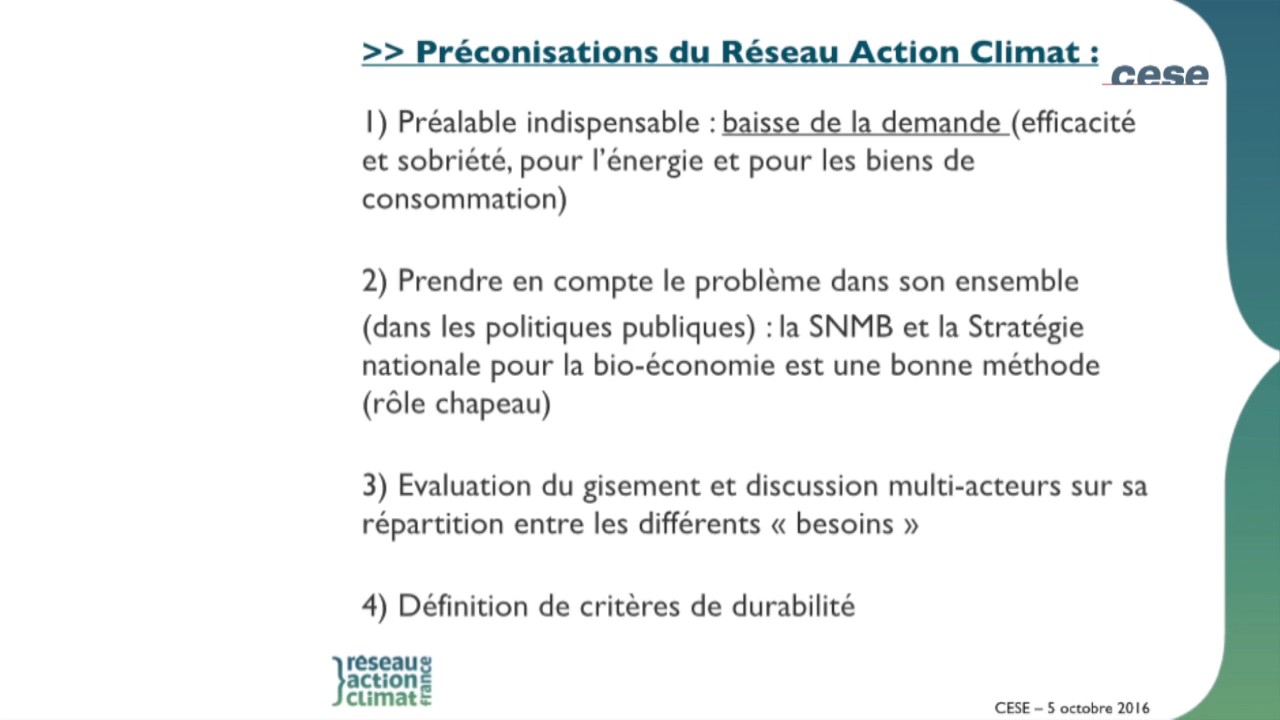 >> Préconisations du Réseau Action Climat :
cese
1) Préalable indispensable : baisse de la demande (efficacité
et sobriété, pour l’énergie et pour les biens de
consommation)
2) Prendre en compte le problème dans son ensemble
(dans les politiques publiques) : la SNMB et la Stratégie
nationale pour la bio-économie est une bonne méthode
(rôle chapeau)
3) Evaluation du gisement et discussion multi-acteurs sur sa
répartition entre les différents « besoins »
4) Définition de critères de durabilité
réseau
action
climat
france
CESE – 5 octobre 2016